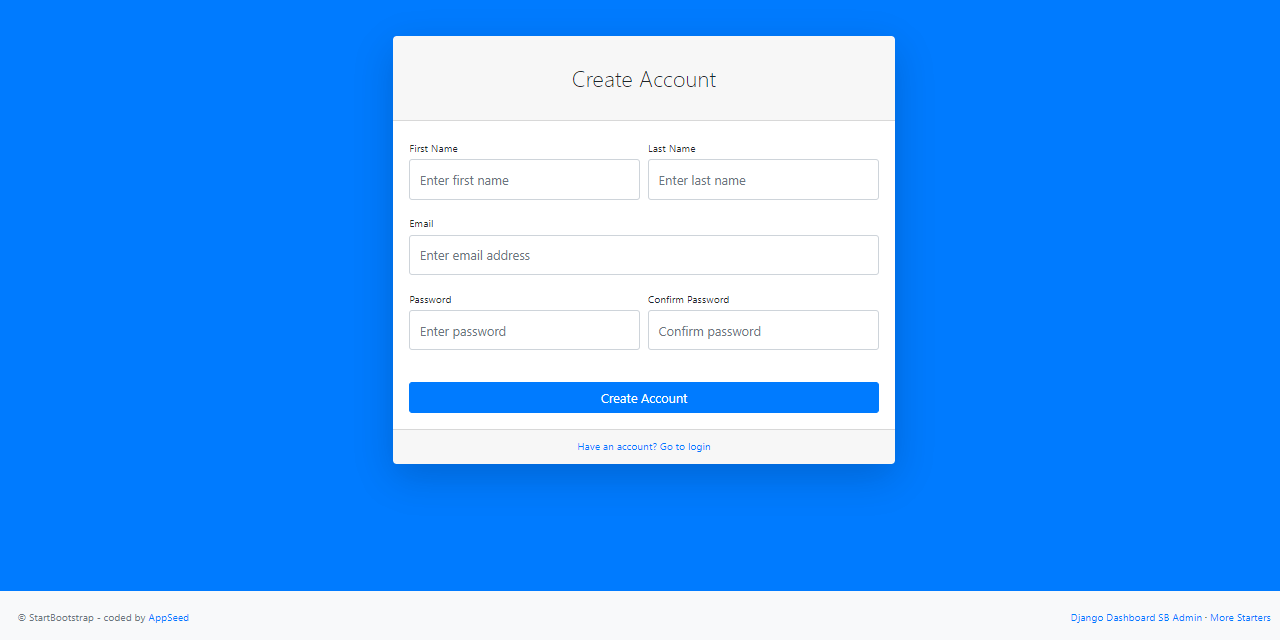 Create Account
First Name Last Name
Enter first name Enter last name
Email
Enter email address
Password Confirm Password
Enter password Confirm password
Create Account
Have an account? Go to login
© StartBootstrap - coded by AppSeed Django Dashboard SB Admin · More Starters